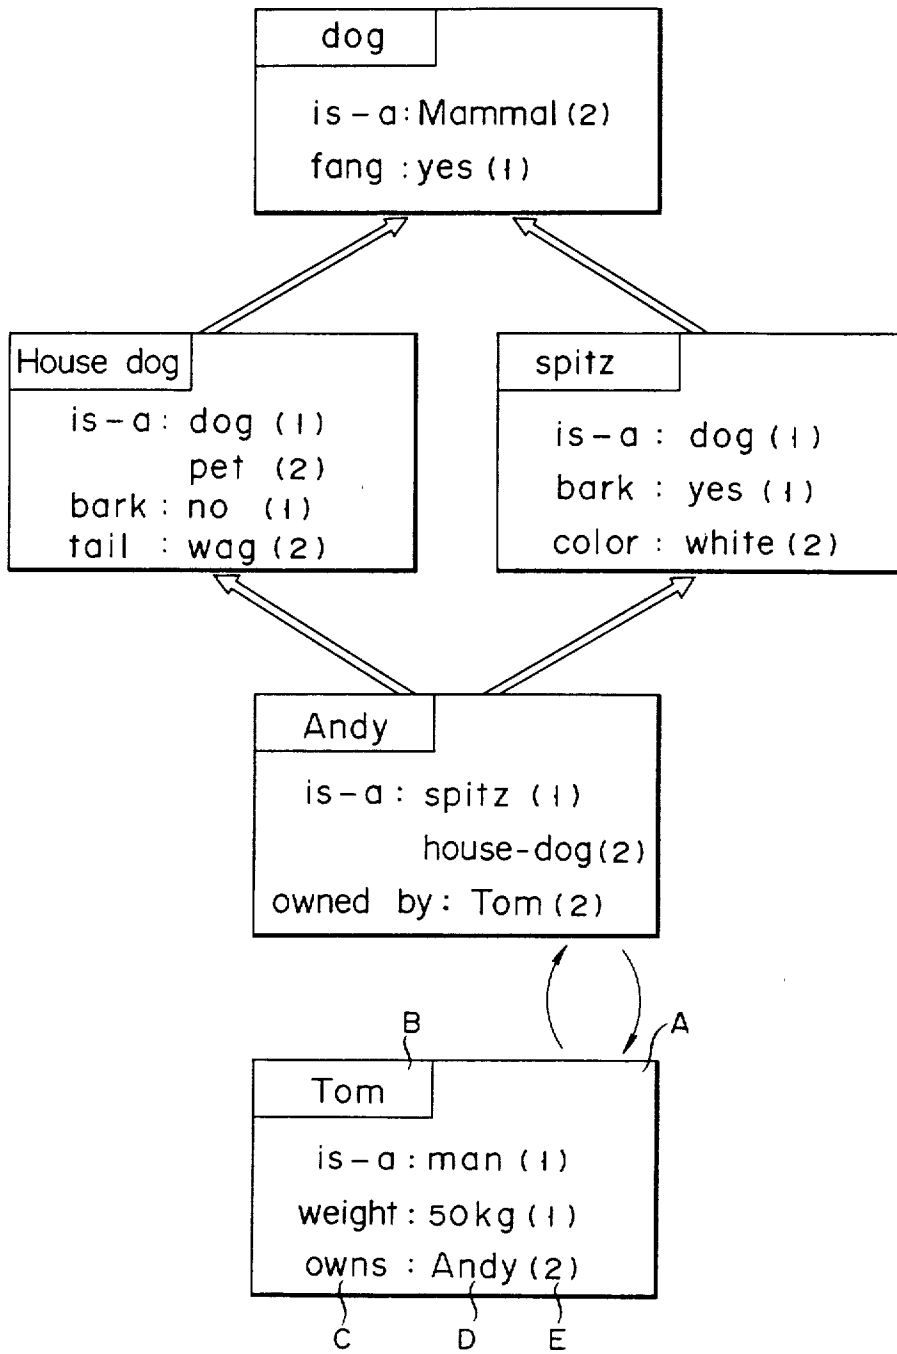 dog
is-a: Mammal (2)
fang : yes (1)
House dog
is-a: dog (1)
pet (2)
bark: no (1)
tail : wag (2)
spitz
is-a: dog (1)
bark : yes (1)
color : white (2)
Andy
is-a: spitz (1)
house-dog (2)
owned by: Tom (2)
B
A
Tom
is-a: man (1)
weight: 50kg (1)
owns : Andy (2)
C D E